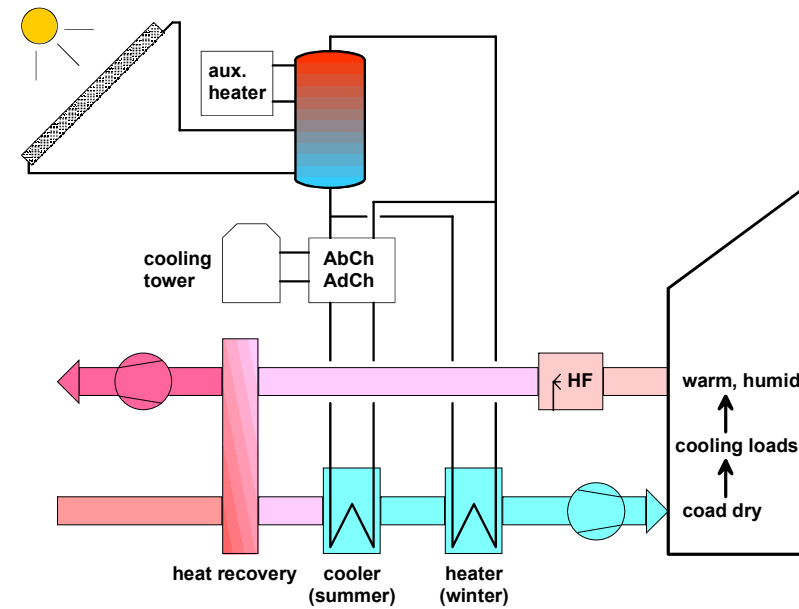 aux.
heater
cooling
tower
AbCh
AdCh
HF
warm, humid
cooling loads
coad dry
heat recovery
cooler
(summer)
heater
(winter)